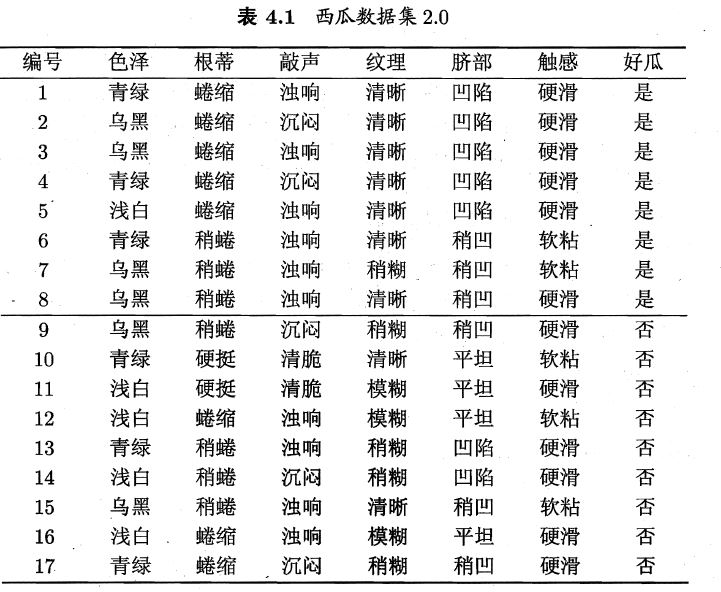 表 4.1 西瓜数据集 2.0
编号 色泽 根蒂 敲声 纹理 脐部 触感 好瓜
1 青绿 蜷缩 浊响 清晰 凹陷 硬滑 是
2 乌黑 蜷缩 沉闷 清晰 凹陷 硬滑 是
3 乌黑 蜷缩 浊响 清晰 凹陷 硬滑 是
4 青绿 蜷缩 沉闷 清晰 凹陷 硬滑 是
5 浅白 蜷缩 浊响 清晰 凹陷 硬滑 是
6 青绿 稍蜷 浊响 清晰 稍凹 软粘 是
7 乌黑 稍蜷 浊响 稍糊 稍凹 软粘 是
8 乌黑 稍蜷 浊响 清晰 稍凹 硬滑 是
9 乌黑 稍蜷 沉闷 稍糊 稍凹 硬滑 否
10 青绿 硬挺 清脆 清晰 平坦 软粘 否
11 浅白 硬挺 清脆 模糊 平坦 硬滑 否
12 浅白 蜷缩 浊响 模糊 平坦 软粘 否
13 青绿 稍蜷 浊响 稍糊 凹陷 硬滑 否
14 浅白 稍蜷 沉闷 稍糊 凹陷 硬滑 否
15 乌黑 稍蜷 浊响 清晰 稍凹 软粘 否
16 浅白 蜷缩 浊响 模糊 平坦 硬滑 否
17 青绿 蜷缩 沉闷 稍糊 稍凹 硬滑 否